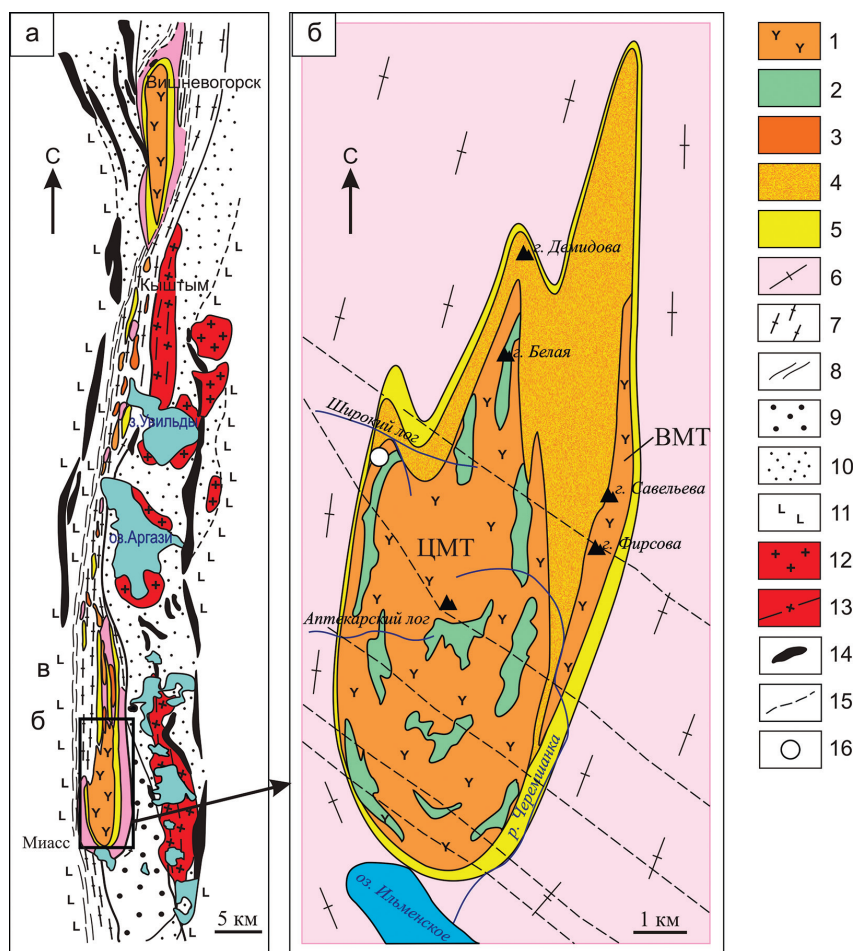 а
Вишневогорск
С
Кыштым
з.Увильды
оз.Аргази
в
б
Миасс
5 км
б
С
г. Демидова
г. Белая
Широкий лог
ВМТ
г. Савельева
ЦМТ
г. Фирсова
Аптекарский лог
р. Черемшанка
оз. Ильменское
1 км
1
2
3
4
5
6
7
8
9
10
11
12
13
14
15
16